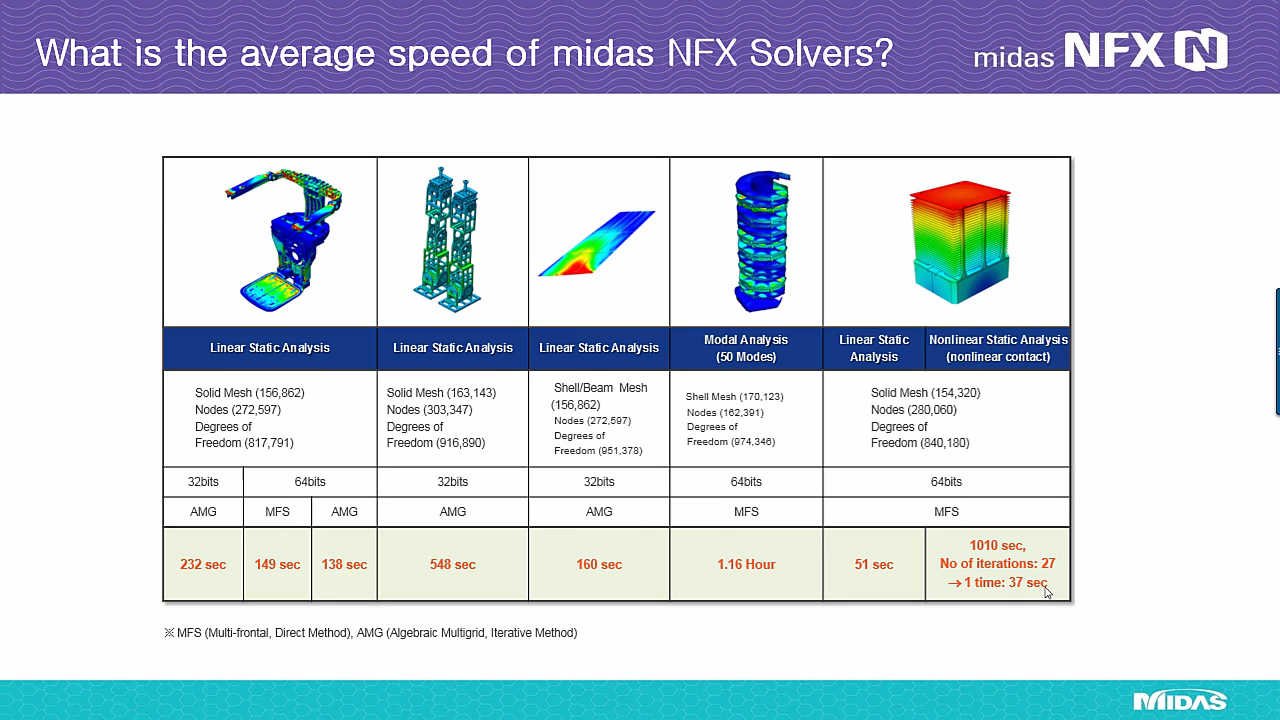 What is the average speed of midas NFX Solvers?
midas NFX
Linear Static Analysis
Linear Static Analysis
Linear Static Analysis
Modal Analysis
(50 Modes)
Linear Static
Analysis
Nonlinear Static Analysis
(nonlinear contact)
Solid Mesh (156,862)
Nodes (272,597)
Degrees of
Freedom (817,791)
Solid Mesh (163,143)
Nodes (303,347)
Degrees of
Freedom (916,890)
Shell/Beam Mesh
(156,862)
Nodes (272,597)
Degrees of
Freedom (951,378)
Shell Mesh (170,123)
Nodes (162,391)
Degrees of
Freedom (974,346)
Solid Mesh (154,320)
Nodes (280,060)
Degrees of
Freedom (840,180)
32bits
64bits
32bits
32bits
64bits
64bits
AMG
MFS
AMG
AMG
AMG
MFS
MFS
232 sec
149 sec
138 sec
548 sec
160 sec
1.16 Hour
51 sec
1010 sec,
No of iterations: 27
→ 1 time: 37 sec
※ MFS (Multi-frontal, Direct Method), AMG (Algebraic Multigrid, Iterative Method)
MIDAS